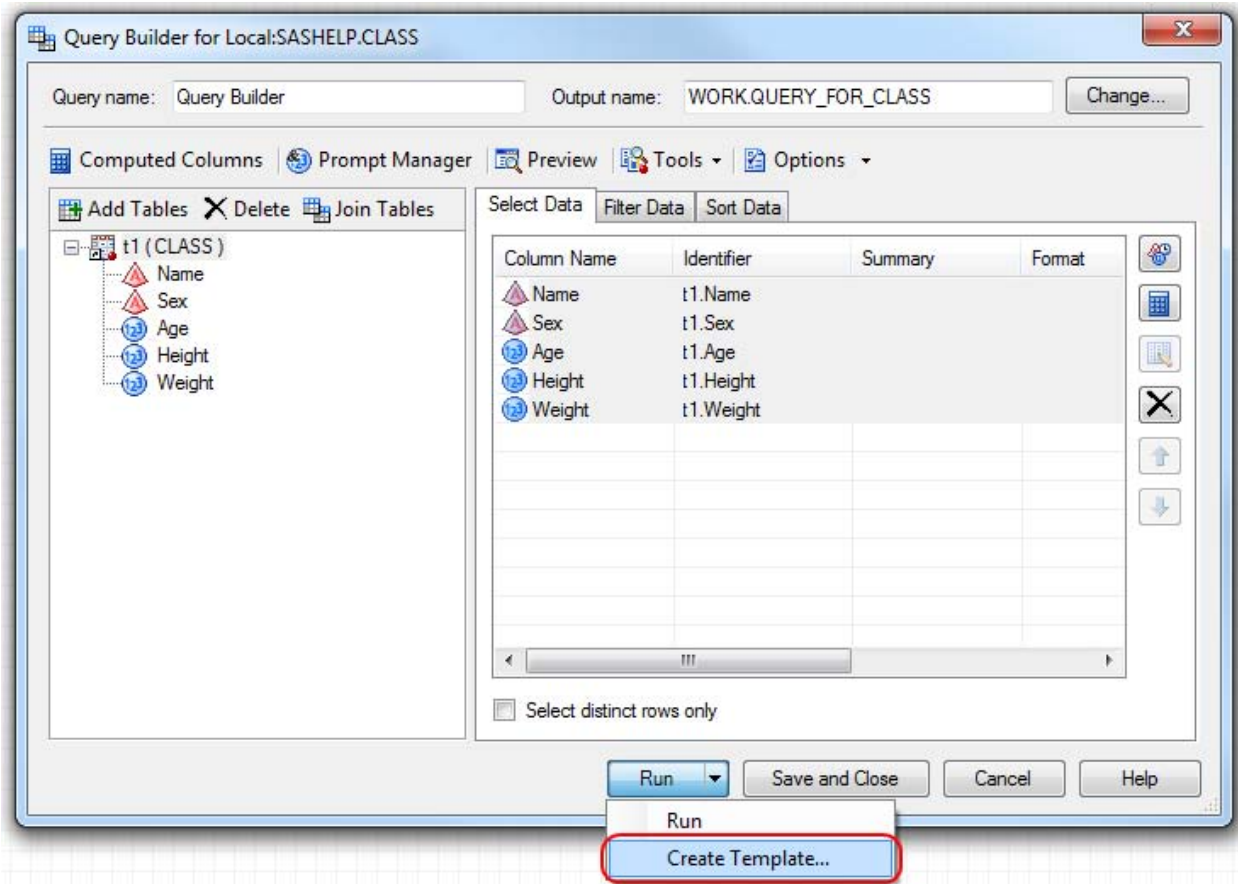 Query Builder for Local:SASHELP.CLASS
Query name: Query Builder Output name: WORK.QUERY_FOR_CLASS Change...
Computed Columns Prompt Manager Preview Tools Options
Add Tables Delete Join Tables
t1 (CLASS)
Name
Sex
Age
Height
Weight
Select Data Filter Data Sort Data
Column Name Identifier Summary Format
Name t1.Name
Sex t1.Sex
Age t1.Age
Height t1.Height
Weight t1.Weight
Select distinct rows only
Run Save and Close Cancel Help
Run
Create Template...